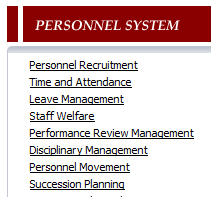 PERSONNEL SYSTEM
Personnel Recruitment
Time and Attendance
Leave Management
Staff Welfare
Performance Review Management
Disciplinary Management
Personnel Movement
Succession Planning